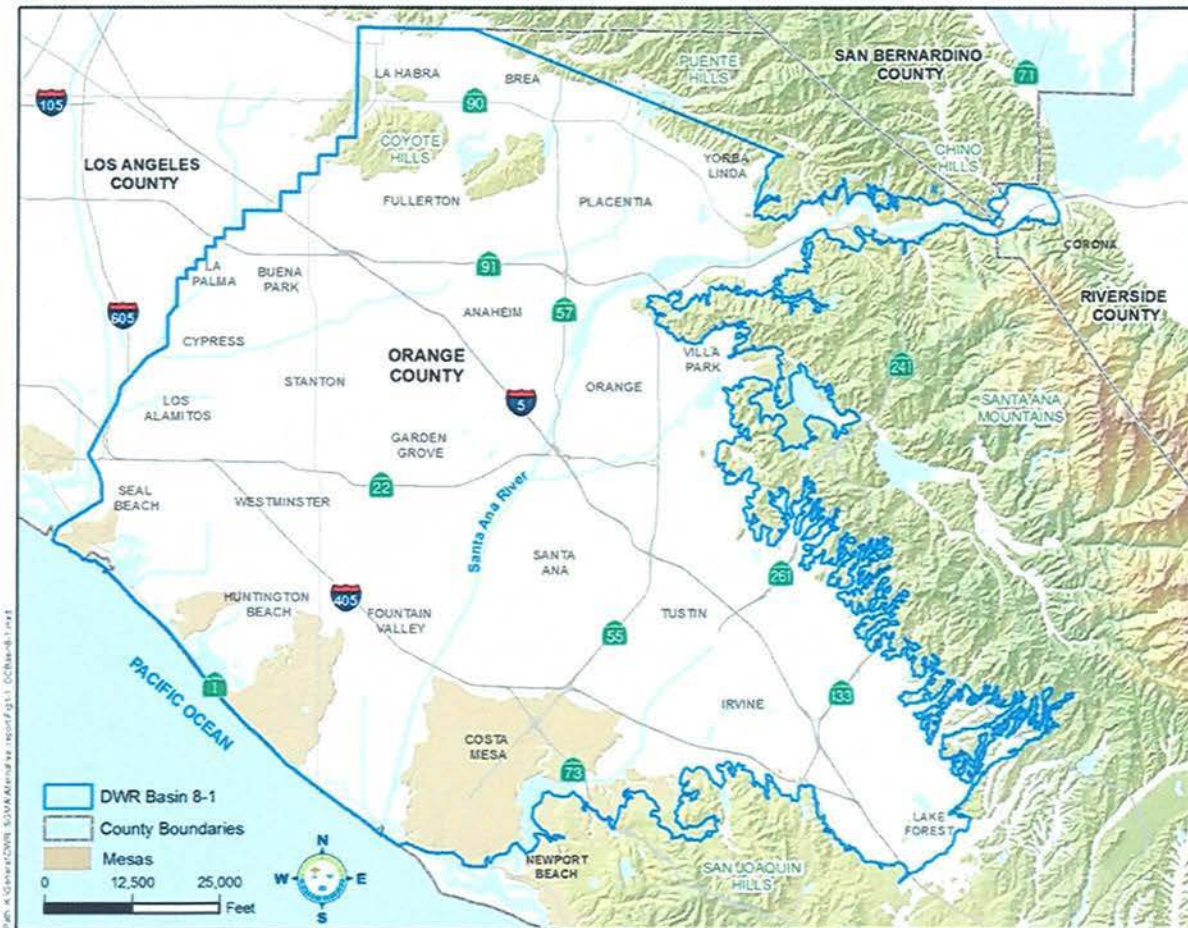 SAN BERNARDINO
COUNTY
71
PUENTE
HILLS
LA HABRA
BREA
90
105
COYOTE
HILLS
CHINO
HILLS
LOS ANGELES
COUNTY
YORBA
LINDA
FULLERTON
PLACENTIA
CORONA
LA
PALMA
BUENA
PARK
91
RIVERSIDE
COUNTY
605
ANAHEIM
57
CYPRESS
ORANGE
COUNTY
VILLA
PARK
241
STANTON
ORANGE
5
SANTA ANA
MOUNTAINS
LOS
ALAMITOS
GARDEN
GROVE
22
SEAL
BEACH
WESTMINSTER
Santa Ana River
SANTA
ANA
261
HUNTINGTON
BEACH
405
FOUNTAIN
VALLEY
TUSTIN
55
PACIFIC OCEAN
1
133
IRVINE
COSTA
MESA
73
LAKE
FOREST
NEWPORT
BEACH
SAN JOAQUIN
HILLS
DWR Basin 8-1
County Boundaries
Mesas
0 12,500 25,000
Feet
N
W E
S